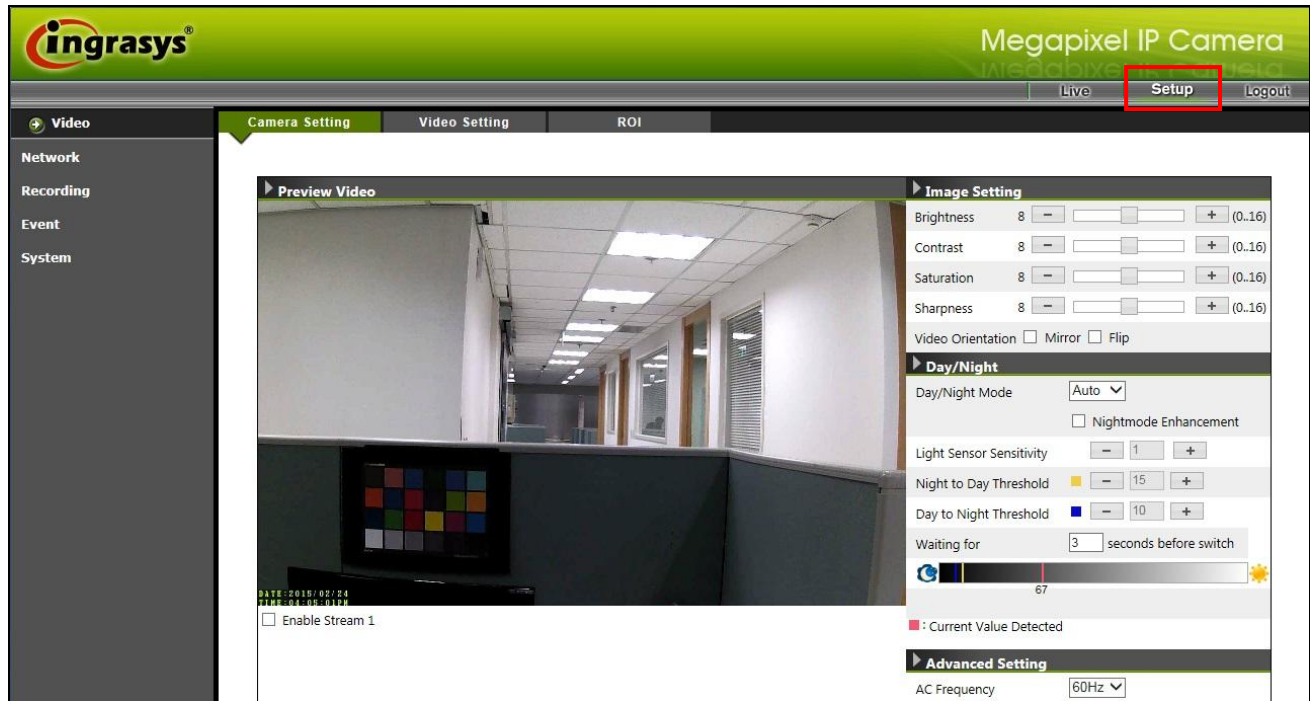 ingrasys®
Megapixel IP Camera
Live Setup Logout
Video
Network
Recording
Event
System
Camera Setting Video Setting ROI
Preview Video
DATE:2015/02/24
TIME:04:05:01PM
Enable Stream 1
Image Setting
Brightness 8 − + (0..16)
Contrast 8 − + (0..16)
Saturation 8 − + (0..16)
Sharpness 8 − + (0..16)
Video Orientation Mirror Flip
Day/Night
Day/Night Mode Auto
Nightmode Enhancement
Light Sensor Sensitivity − 1 +
Night to Day Threshold − 15 +
Day to Night Threshold − 10 +
Waiting for 3 seconds before switch
67
: Current Value Detected
Advanced Setting
AC Frequency 60Hz